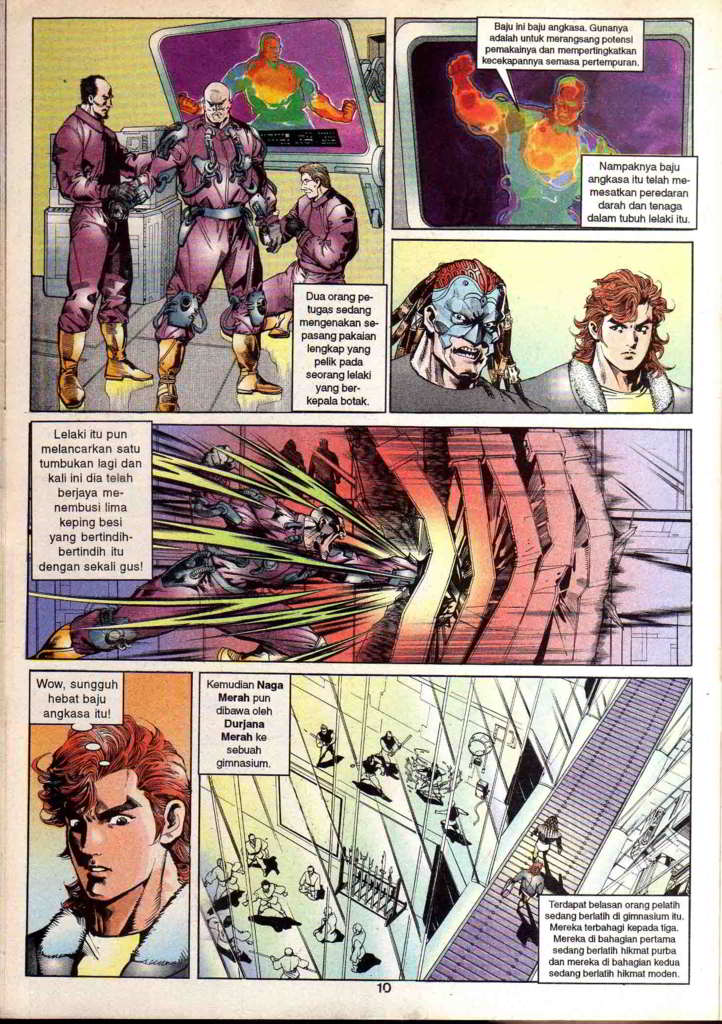 Dua orang pe-
tugas sedang
mengenakan se-
pasang pakaian
lengkap yang
pelik pada
seorang lelaki
yang ber-
kepala botak.
Baju ini baju angkasa. Gunanya
adalah untuk merangsang potensi
pemakainya dan mempertingkatkan
kecekapannya semasa pertempuran.
Nampaknya baju
angkasa itu telah me-
mesatkan peredaran
darah dan tenaga
dalam tubuh lelaki itu.
Lelaki itu pun
melancarkan satu
tumbukan lagi dan
kali ini dia telah
berjaya me-
nembusi lima
keping besi
yang bertindih-
bertindih itu
dengan sekali gus!
Wow, sungguh
hebat baju
angkasa itu!
Kemudian Naga
Merah pun
dibawa oleh
Durjana
Merah ke
sebuah
gimnasium.
Terdapat belasan orang pelatih
sedang berlatih di gimnasium itu.
Mereka terbahagi kepada tiga.
Mereka di bahagian pertama
sedang berlatih hikmat purba
dan mereka di bahagian kedua
sedang berlatih hikmat moden.
10